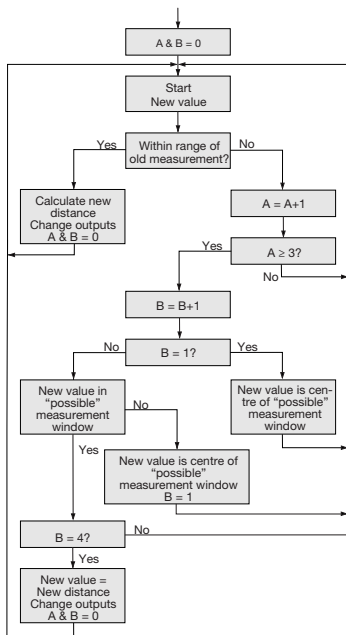 A & B = 0
Start
New value
Within range of
old measurement?
Yes
No
Calculate new
distance
Change outputs
A & B = 0
A = A+1
A ≥ 3?
Yes
No
B = B+1
B = 1?
No
Yes
New value in
"possible"
measurement
window
No
Yes
New value is cen-
tre of "possible"
measurement
window
New value is centre of
"possible"
measurement window
B = 1
B = 4?
No
Yes
New value =
New distance
Change outputs
A & B = 0